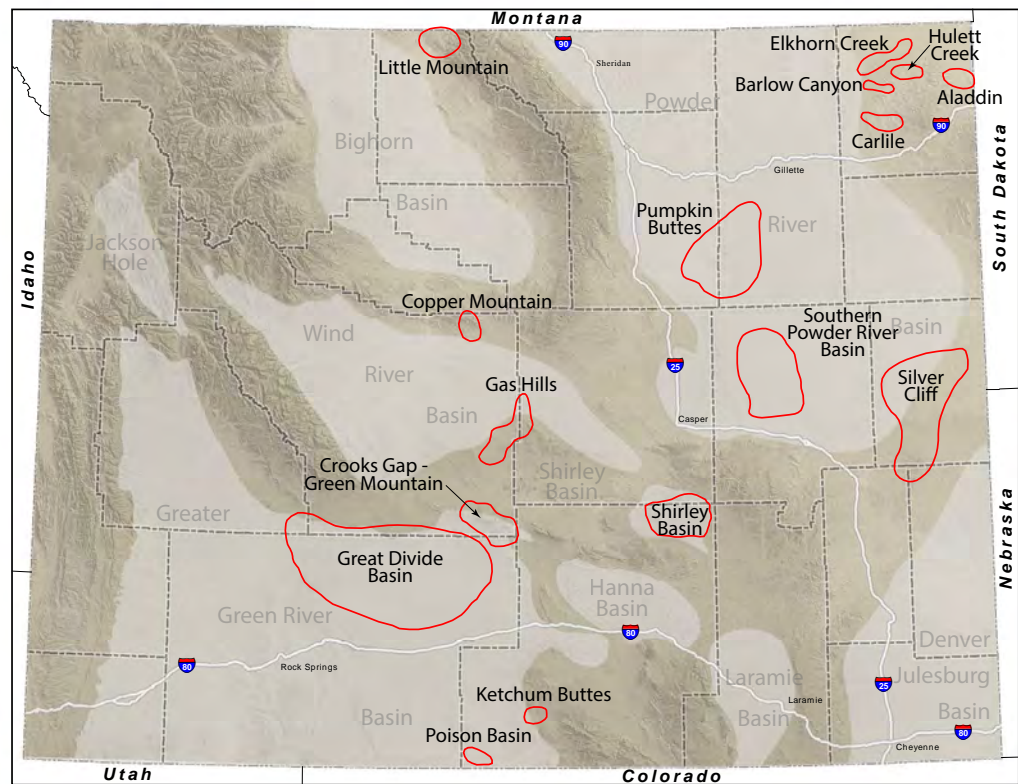 Montana
Elkhorn Creek
Hulett
Creek
90
Sheridan
Little Mountain
Barlow Canyon
Aladdin
Powder
90
Carlile
Bighorn
Gillette
Basin
Pumpkin
Buttes
River
South Dakota
Jackson
Hole
Idaho
Copper Mountain
Wind
Southern
Powder River
Basin
Basin
River
25
Gas Hills
Silver
Cliff
Basin
Casper
Crooks Gap -
Green Mountain
Shirley
Basin
Greater
Shirley
Basin
Great Divide
Basin
Nebraska
Hanna
Basin
Green River
80
Denver
80
Rock Springs
Laramie
Julesburg
25
Ketchum Buttes
Laramie
Basin
Basin
Basin
80
Poison Basin
Cheyenne
Utah
Colorado